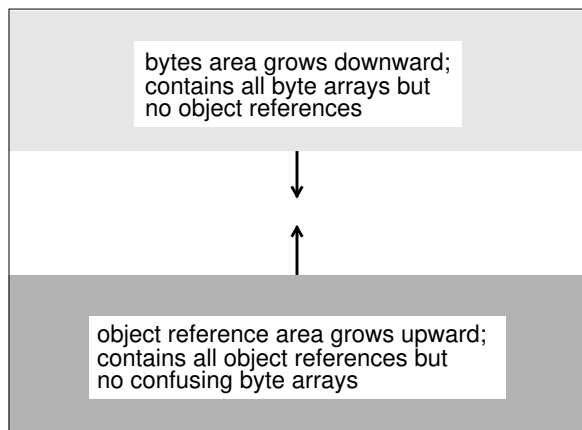 bytes area grows downward;
contains all byte arrays but
no object references
object reference area grows upward;
contains all object references but
no confusing byte arrays